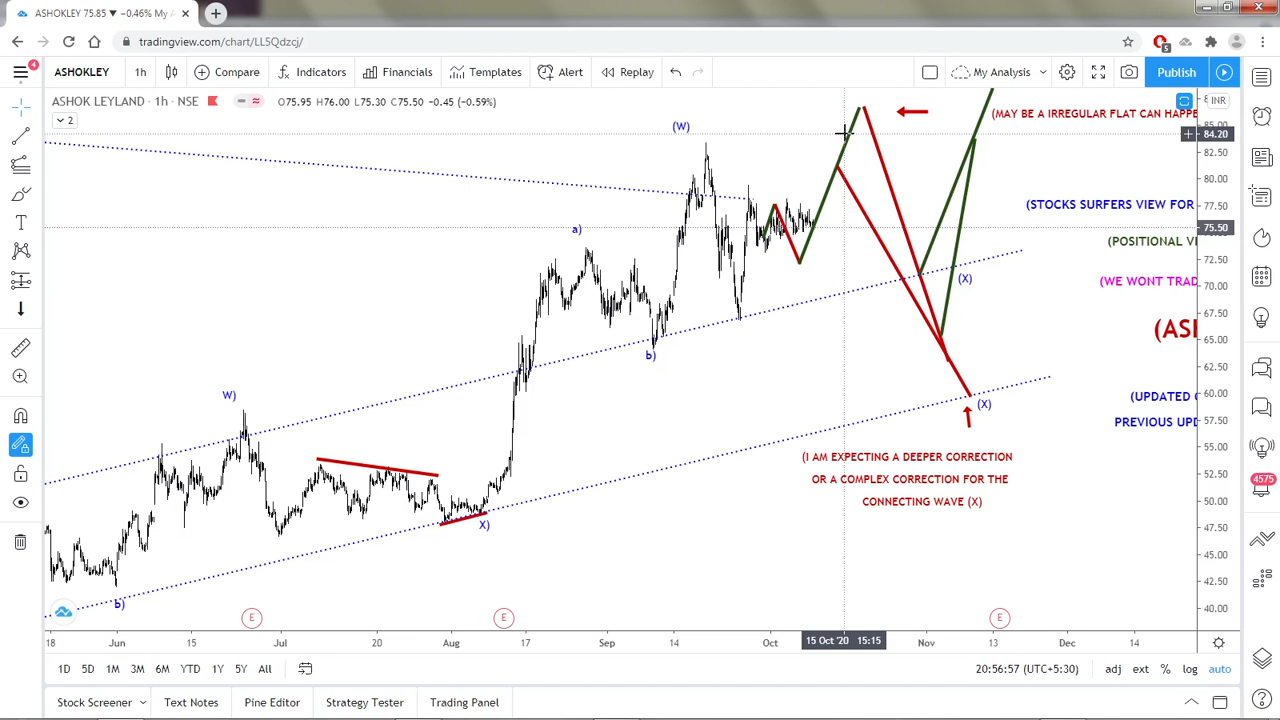 ASHOKLEY 75.85 ▼ −0.46% My A
tradingview.com/chart/LL5Qdzcj/
5
4
ASHOKLEY 1h Compare Indicators Financials Templates Alert Replay My Analysis Publish
ASHOK LEYLAND · 1h · NSE O75.95 H76.00 L75.30 C75.50 −0.45 (−0.59%)
INR
2
(MAY BE A IRREGULAR FLAT CAN HAPPE
85.00
84.20
(W)
82.50
80.00
77.50
(STOCKS SURFERS VIEW FOR
a)
75.50
(POSITIONAL VI
72.50
(X)
(WE WONT TRAD
70.00
67.50
(ASI
65.00
b)
62.50
60.00
W)
(X)
(UPDATED
57.50
PREVIOUS UPD
55.00
(I AM EXPECTING A DEEPER CORRECTION
52.50
OR A COMPLEX CORRECTION FOR THE
CONNECTING WAVE (X)
50.00
4575
X)
47.50
45.00
42.50
b)
40.00
E E E
18 Jun 15 Jul 20 Aug 17 Sep 14 Oct 15 Oct '20 15:15 Nov 13 Dec 14
1D 5D 1M 3M 6M YTD 1Y 5Y All 20:56:57 (UTC+5:30) adj ext % log auto
Stock Screener Text Notes Pine Editor Strategy Tester Trading Panel